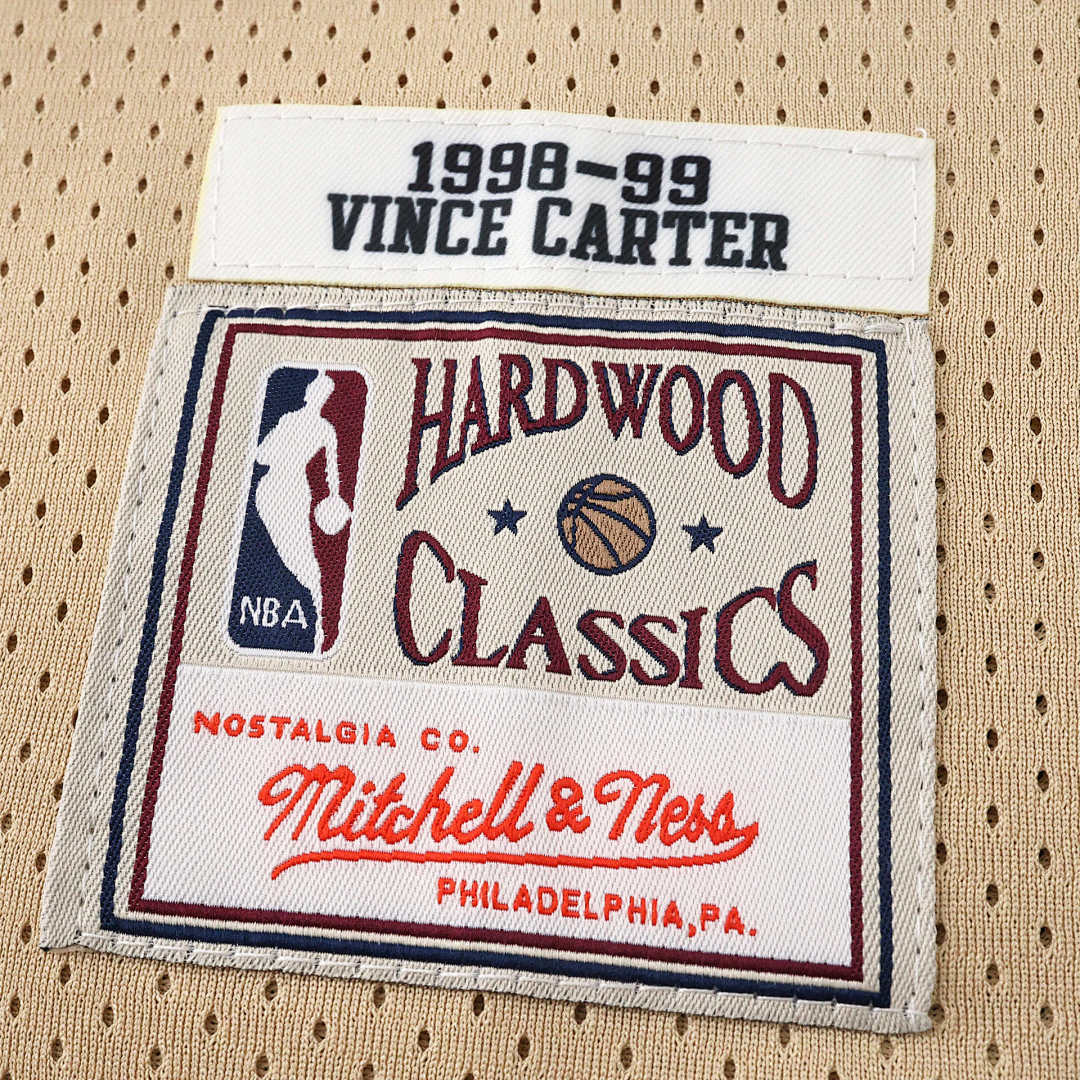 1998-99
VINCE CARTER
HARDWOOD
CLASSICS
NBA
NOSTALGIA CO.
Mitchell & Ness
PHILADELPHIA, PA.